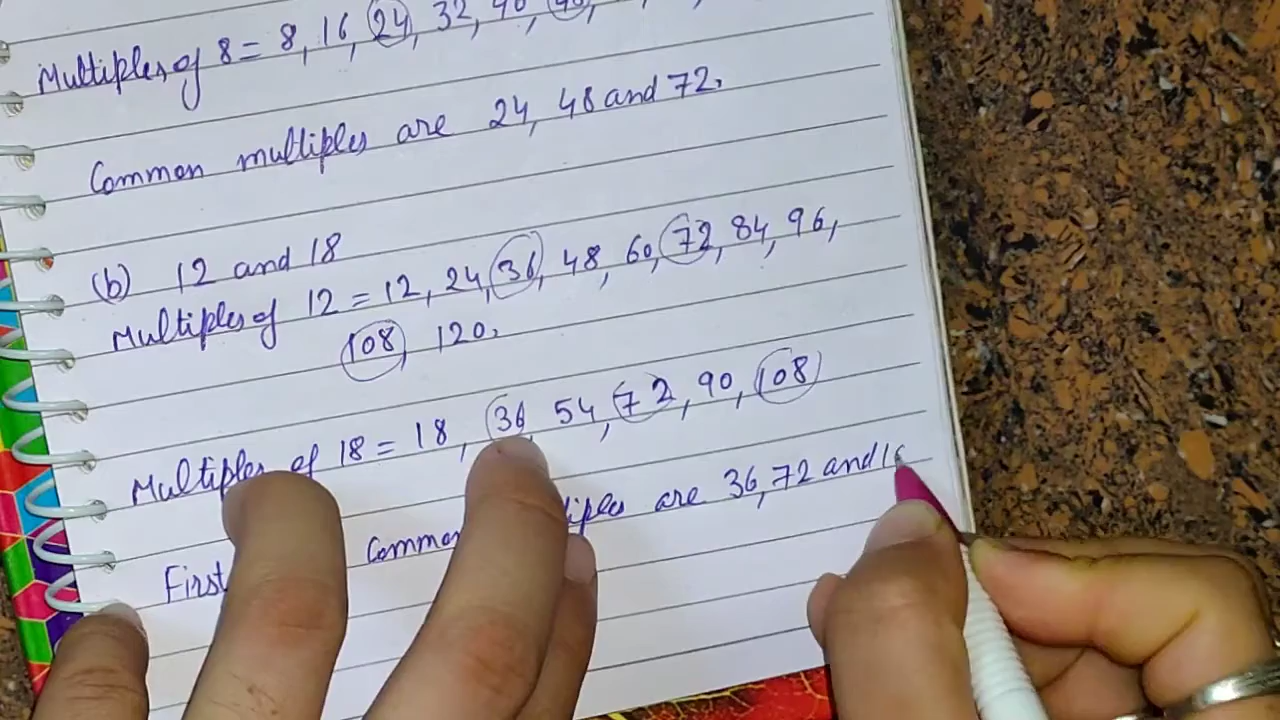 Multiples of 8 = 8, 16, 24, 32, 40,
Common multiples are 24, 48 and 72.
(b) 12 and 18
Multiples of 12 = 12, 24, 36, 48, 60, 72, 84, 96,
108, 120.
Multiples of 18 = 18, 36, 54, 72, 90, 108
First Common are 36, 72 and